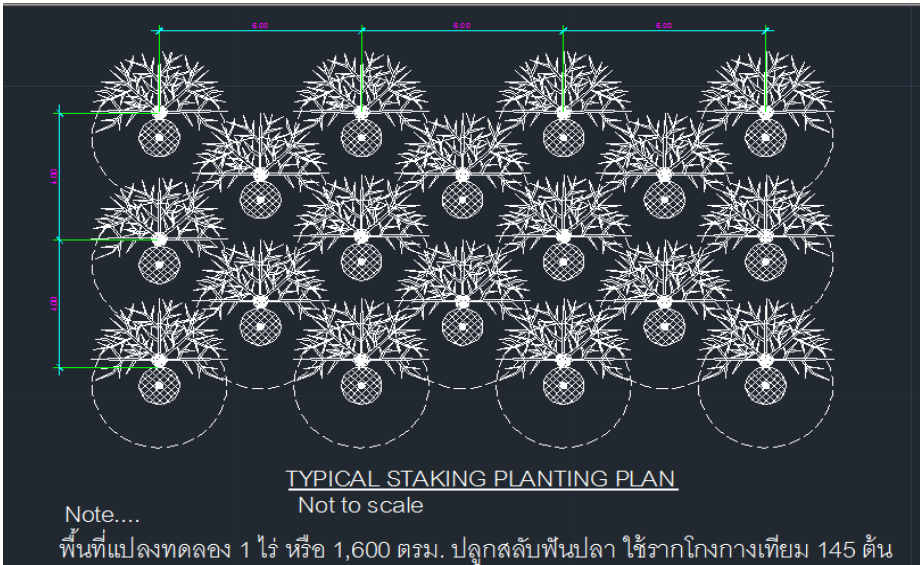 6.00 6.00 6.00
4.00
4.00
TYPICAL STAKING PLANTING PLAN
Not to scale
Note....
พื้นที่แปลงทดลอง 1 ไร่ หรือ 1,600 ตรม. ปลูกสลับฟันปลา ใช้รากโกงกางเทียม 145 ต้น